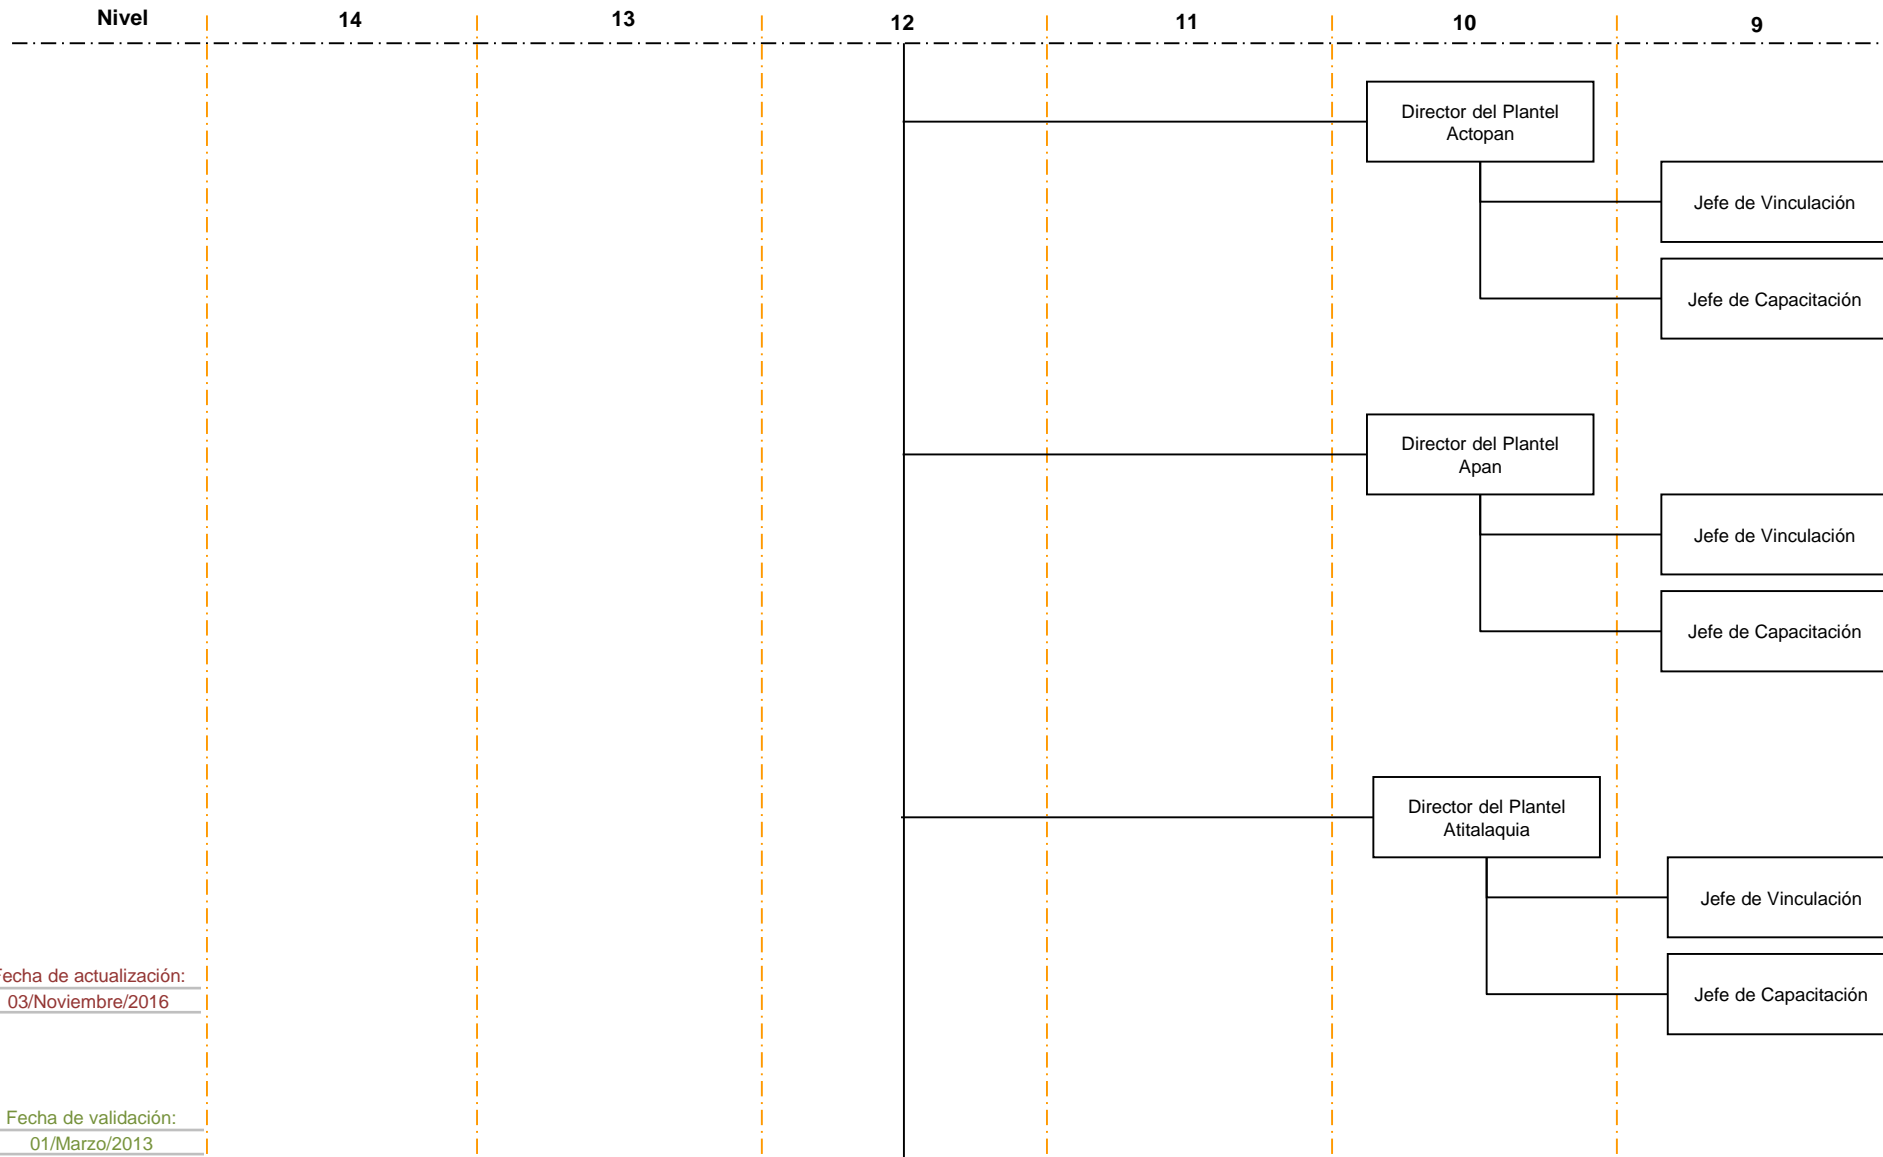 Nivel 14 13 12 11 10 9
Director del Plantel
Actopan
Jefe de Vinculación
Jefe de Capacitación
Director del Plantel
Apan
Jefe de Vinculación
Jefe de Capacitación
Director del Plantel
Atitalaquia
Jefe de Vinculación
Jefe de Capacitación
Fecha de actualización:
03/Noviembre/2016
Fecha de validación:
01/Marzo/2013